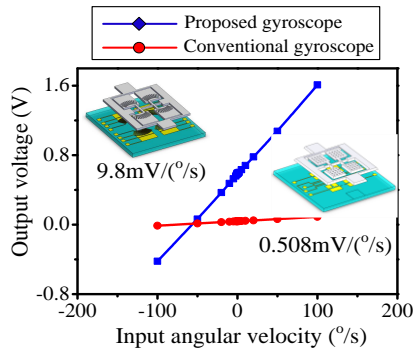 Proposed gyroscope
Conventional gyroscope
Output voltage (V)
1.6
0.8
0.0
-0.8
9.8mV/(°/s)
0.508mV/(°/s)
-200 -100 0 100 200
Input angular velocity (°/s)